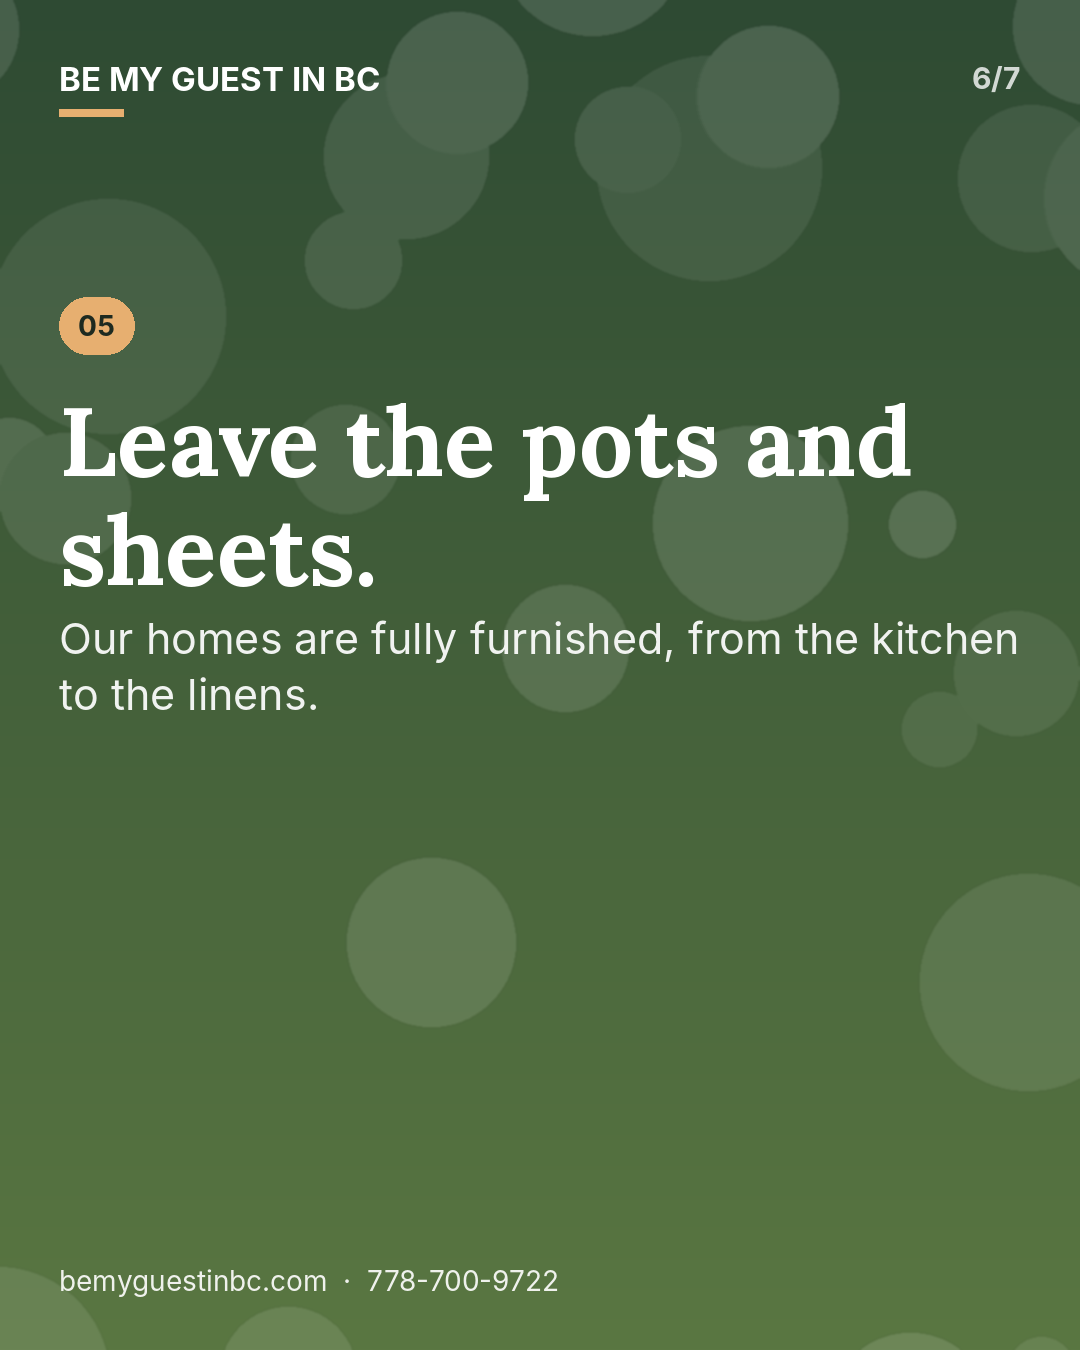 BE MY GUEST IN BC
6/7
05
Leave the pots and
sheets.
Our homes are fully furnished, from the kitchen
to the linens.
bemyguestinbc.com · 778-700-9722